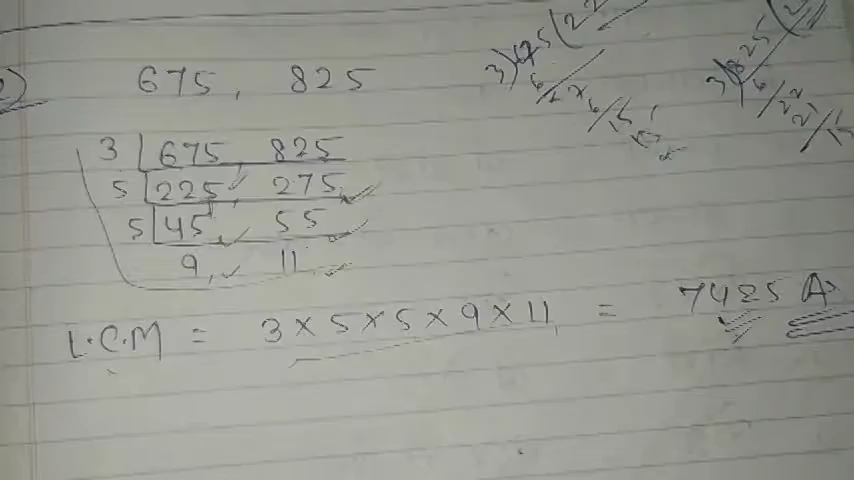 675, 825
3 675, 825
5 225, 275
5 45, 55
9, 11
L.C.M = 3 × 5 × 5 × 9 × 11 = 7425 A